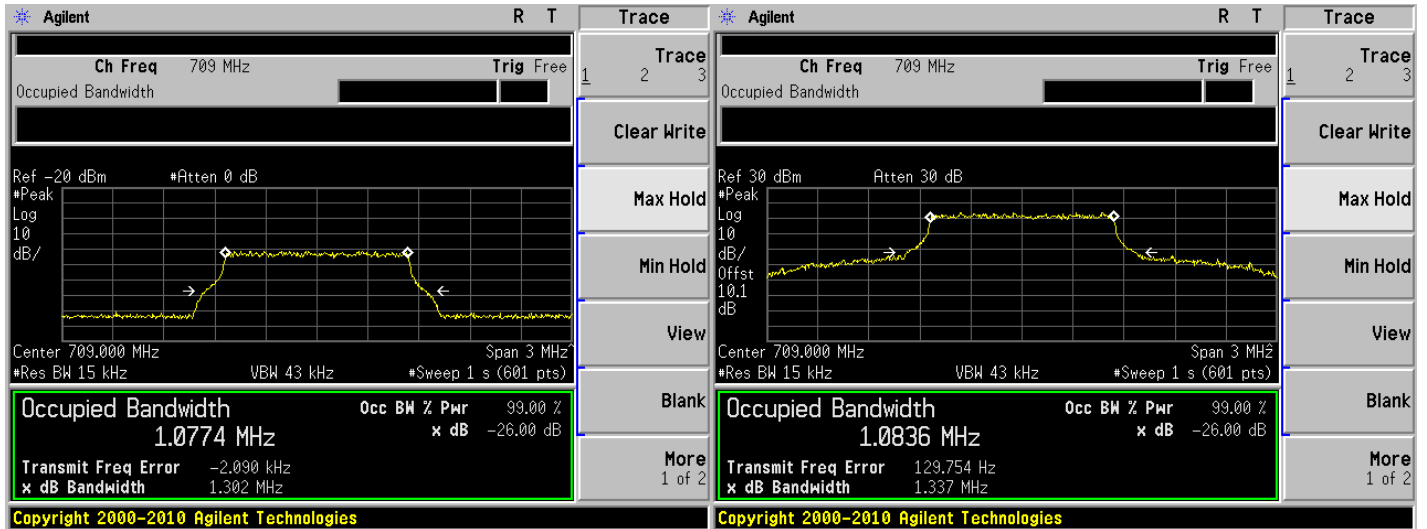 Agilent R T Trace
Ch Freq 709 MHz Trig Free
Occupied Bandwidth
Trace
1 2 3
Clear Write
Max Hold
Min Hold
View
Blank
More
1 of 2
Ref -20 dBm #Atten 0 dB
#Peak
Log
10
dB/
Center 709.000 MHz Span 3 MHz^
#Res BW 15 kHz VBW 43 kHz #Sweep 1 s (601 pts)
Occupied Bandwidth Occ BW % Pwr 99.00 %
1.0774 MHz x dB -26.00 dB
Transmit Freq Error -2.090 kHz
x dB Bandwidth 1.302 MHz
Copyright 2000-2010 Agilent Technologies
Agilent R T Trace
Ch Freq 709 MHz Trig Free
Occupied Bandwidth
Trace
1 2 3
Clear Write
Max Hold
Min Hold
View
Blank
More
1 of 2
Ref 30 dBm Atten 30 dB
#Peak
Log
10
dB/
Offst
10.1
dB
Center 709.000 MHz Span 3 MHz
#Res BW 15 kHz VBW 43 kHz #Sweep 1 s (601 pts)
Occupied Bandwidth Occ BW % Pwr 99.00 %
1.0836 MHz x dB -26.00 dB
Transmit Freq Error 129.754 Hz
x dB Bandwidth 1.337 MHz
Copyright 2000-2010 Agilent Technologies